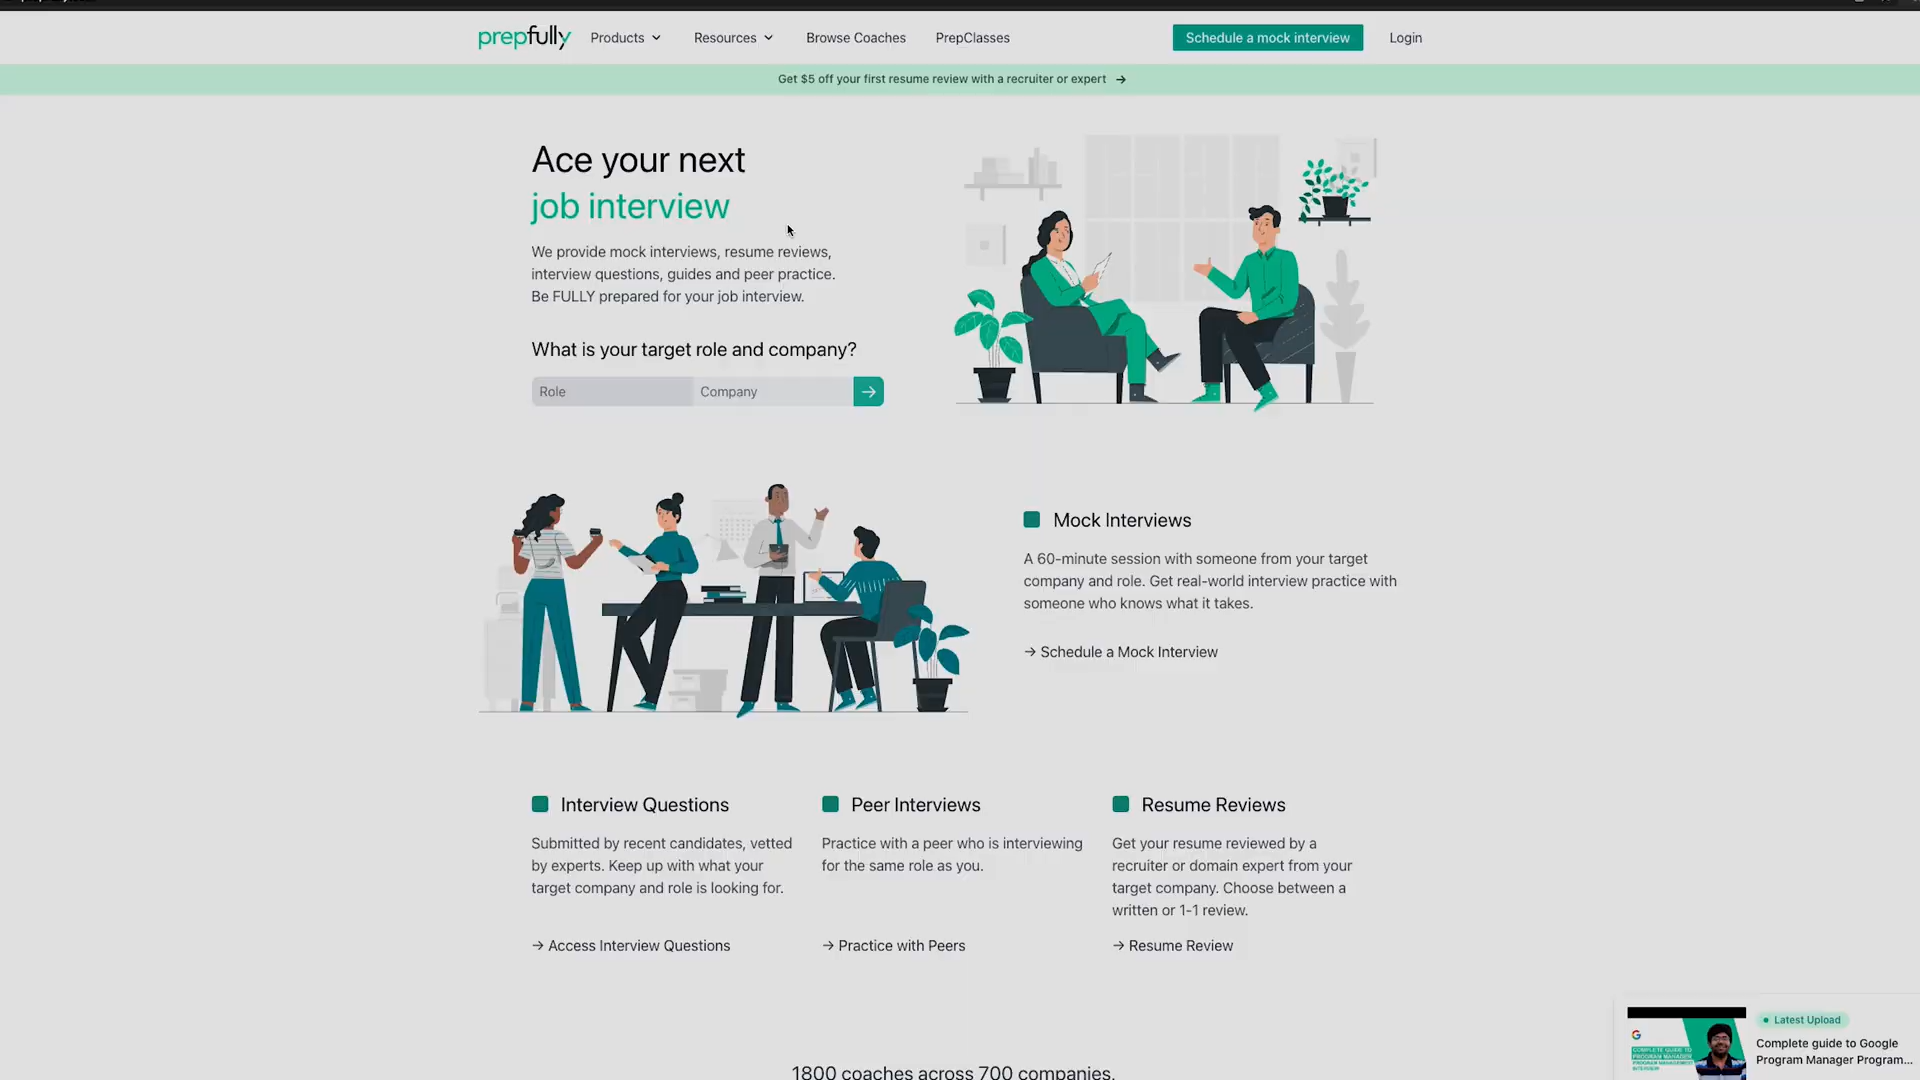 prepfully
Products
Resources
Browse Coaches
PrepClasses
Schedule a mock interview
Login
Get $5 off your first resume review with a recruiter or expert →
Ace your next
job interview
We provide mock interviews, resume reviews,
interview questions, guides and peer practice.
Be FULLY prepared for your job interview.
What is your target role and company?
Role
Company
→
Mock Interviews
A 60-minute session with someone from your target
company and role. Get real-world interview practice with
someone who knows what it takes.
→ Schedule a Mock Interview
Interview Questions
Submitted by recent candidates, vetted
by experts. Keep up with what your
target company and role is looking for.
→ Access Interview Questions
Peer Interviews
Practice with a peer who is interviewing
for the same role as you.
→ Practice with Peers
Resume Reviews
Get your resume reviewed by a
recruiter or domain expert from your
target company. Choose between a
written or 1-1 review.
→ Resume Review
1800 coaches across 700 companies.
COMPLETE GUIDE TO
PROGRAM MANAGER
PROGRAM MANAGEMENT
INTERVIEW
Latest Upload
Complete guide to Google
Program Manager Program...